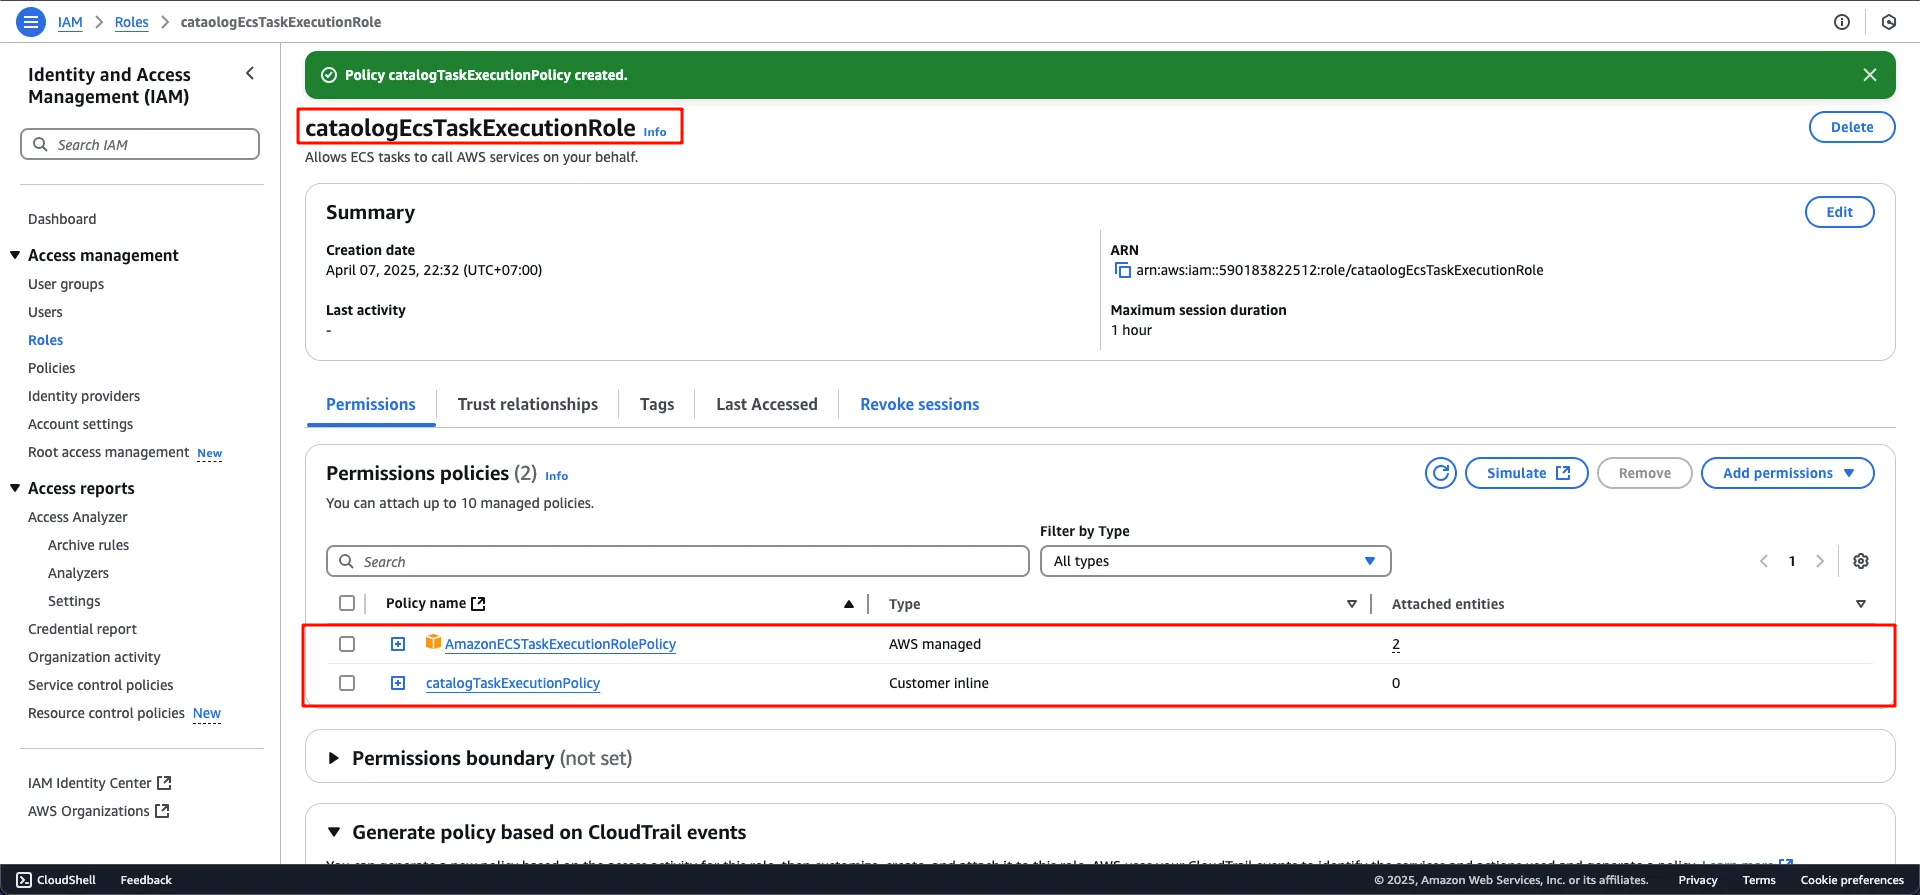 IAM > Roles > cataologEcsTaskExecutionRole
Identity and Access Management (IAM)
Search IAM
Dashboard
Access management
User groups
Users
Roles
Policies
Identity providers
Account settings
Root access management New
Access reports
Access Analyzer
Archive rules
Analyzers
Settings
Credential report
Organization activity
Service control policies
Resource control policies New
IAM Identity Center
AWS Organizations
Policy catalogTaskExecutionPolicy created.
cataologEcsTaskExecutionRole Info
Delete
Allows ECS tasks to call AWS services on your behalf.
Summary
Edit
Creation date
April 07, 2025, 22:32 (UTC+07:00)
ARN
arn:aws:iam::590183822512:role/cataologEcsTaskExecutionRole
Last activity
-
Maximum session duration
1 hour
Permissions
Trust relationships
Tags
Last Accessed
Revoke sessions
Permissions policies (2) Info
Simulate
Remove
Add permissions
You can attach up to 10 managed policies.
Filter by Type
Search
All types
1
Policy name
Type
Attached entities
AmazonECSTaskExecutionRolePolicy
AWS managed
2
catalogTaskExecutionPolicy
Customer inline
0
Permissions boundary (not set)
Generate policy based on CloudTrail events
CloudShell
Feedback
© 2025, Amazon Web Services, Inc. or its affiliates.
Privacy
Terms
Cookie preferences